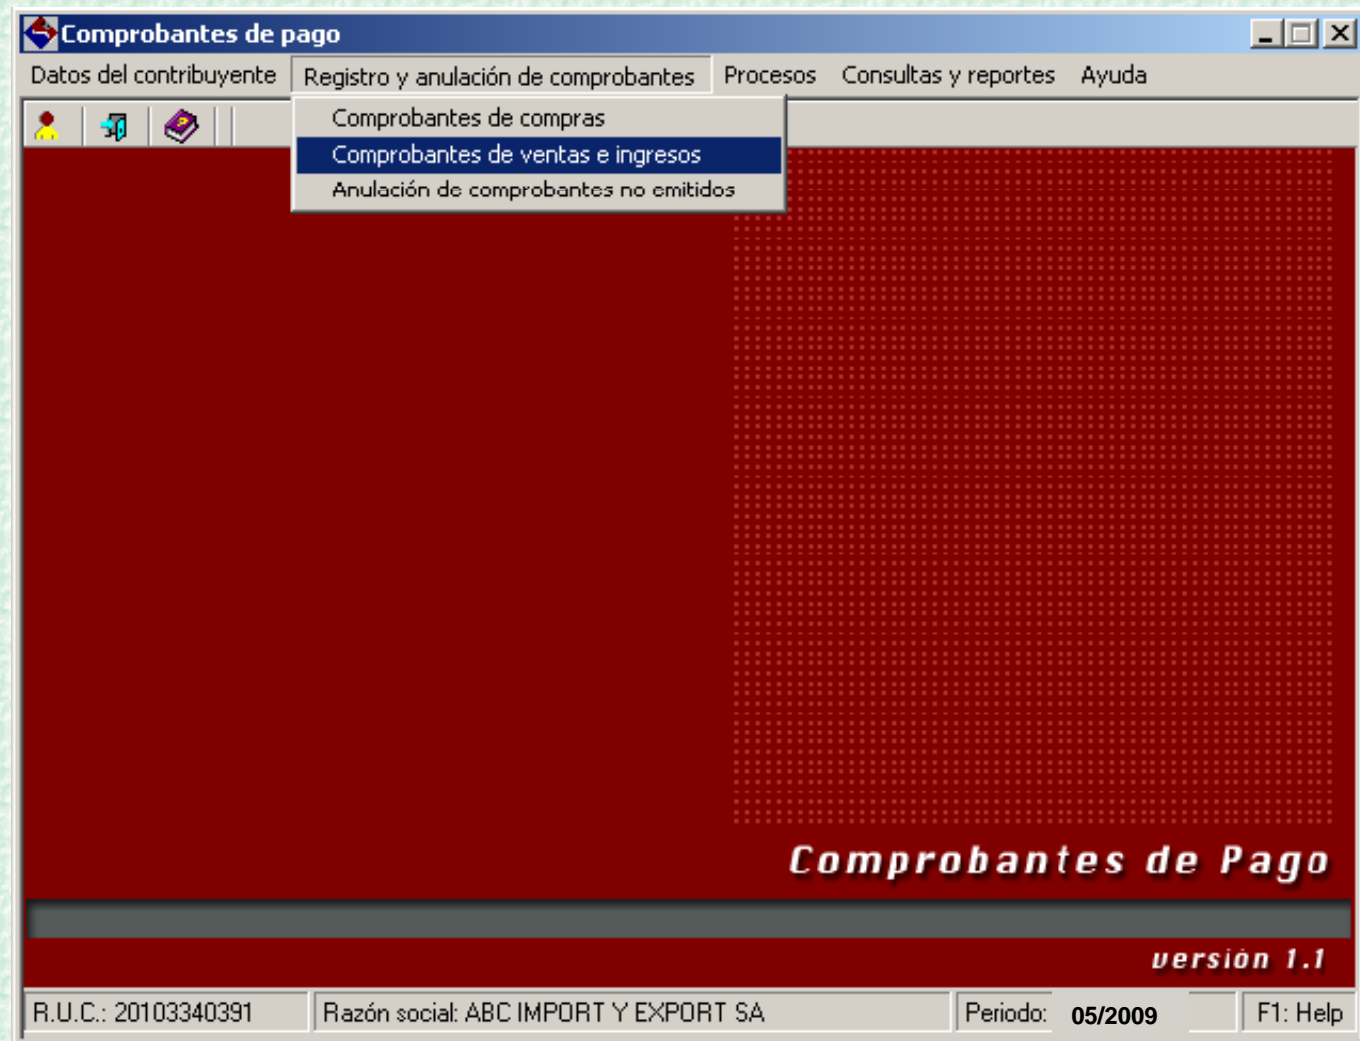 Comprobantes de pago
Datos del contribuyente Registro y anulación de comprobantes Procesos Consultas y reportes Ayuda
Comprobantes de compras
Comprobantes de ventas e ingresos
Anulación de comprobantes no emitidos
Comprobantes de Pago
versión 1.1
R.U.C.: 20103340391 Razón social: ABC IMPORT Y EXPORT SA Periodo: 05/2009 F1: Help